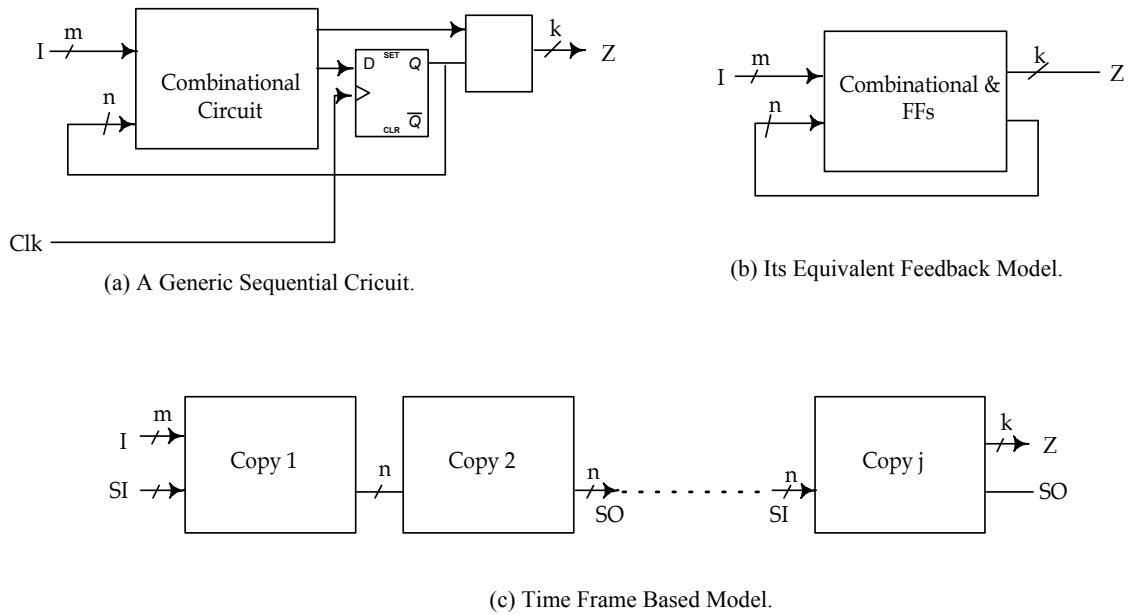 m
I
n
Combinational
Circuit
D
SET
Q
CLR
Q
k
Z
Clk
(a) A Generic Sequential Cricuit.
m
I
n
Combinational &
FFs
k
Z
(b) Its Equivalent Feedback Model.
m
I
SI
Copy 1
n
Copy 2
n
SO
n
SI
Copy j
k
Z
SO
(c) Time Frame Based Model.